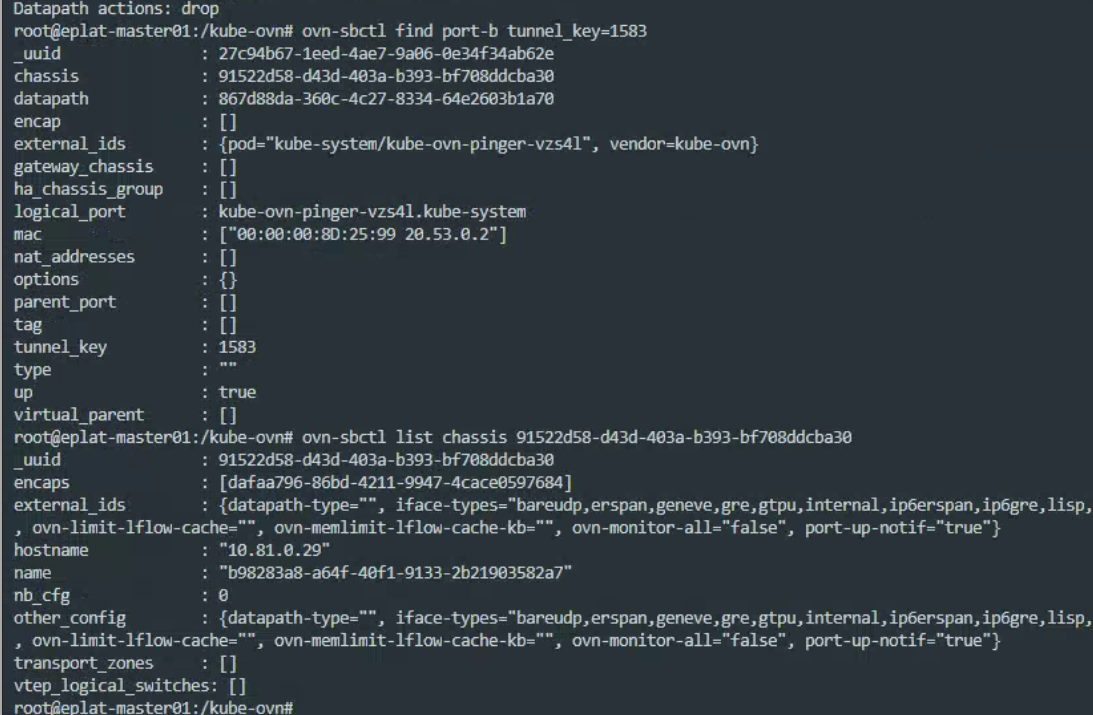 Datapath actions: drop
root@eplat-master01:/kube-ovn# ovn-sbctl find port-b tunnel_key=1583
_uuid               : 27c94b67-1eed-4ae7-9a06-0e34f34ab62e
chassis             : 91522d58-d43d-403a-b393-bf708ddcba30
datapath            : 867d88da-360c-4c27-8334-64e2603b1a70
encap               : []
external_ids        : {pod="kube-system/kube-ovn-pinger-vzs4l", vendor=kube-ovn}
gateway_chassis     : []
ha_chassis_group    : []
logical_port        : kube-ovn-pinger-vzs4l.kube-system
mac                 : ["00:00:00:8D:25:99 20.53.0.2"]
nat_addresses       : []
options             : {}
parent_port         : []
tag                 : []
tunnel_key          : 1583
type                : ""
up                  : true
virtual_parent      : []
root@eplat-master01:/kube-ovn# ovn-sbctl list chassis 91522d58-d43d-403a-b393-bf708ddcba30
_uuid               : 91522d58-d43d-403a-b393-bf708ddcba30
encaps              : [dafaa796-86bd-4211-9947-4cace0597684]
external_ids        : {datapath-type="", iface-types="bareudp,erspan,geneve,gre,gtpu,internal,ip6erspan,ip6gre,lisp,
, ovn-limit-lflow-cache="", ovn-memlimit-lflow-cache-kb="", ovn-monitor-all="false", port-up-notif="true"}
hostname            : "10.81.0.29"
name                : "b98283a8-a64f-40f1-9133-2b21903582a7"
nb_cfg              : 0
other_config        : {datapath-type="", iface-types="bareudp,erspan,geneve,gre,gtpu,internal,ip6erspan,ip6gre,lisp,
, ovn-limit-lflow-cache="", ovn-memlimit-lflow-cache-kb="", ovn-monitor-all="false", port-up-notif="true"}
transport_zones     : []
vtep_logical_switches: []
root@eplat-master01:/kube-ovn#